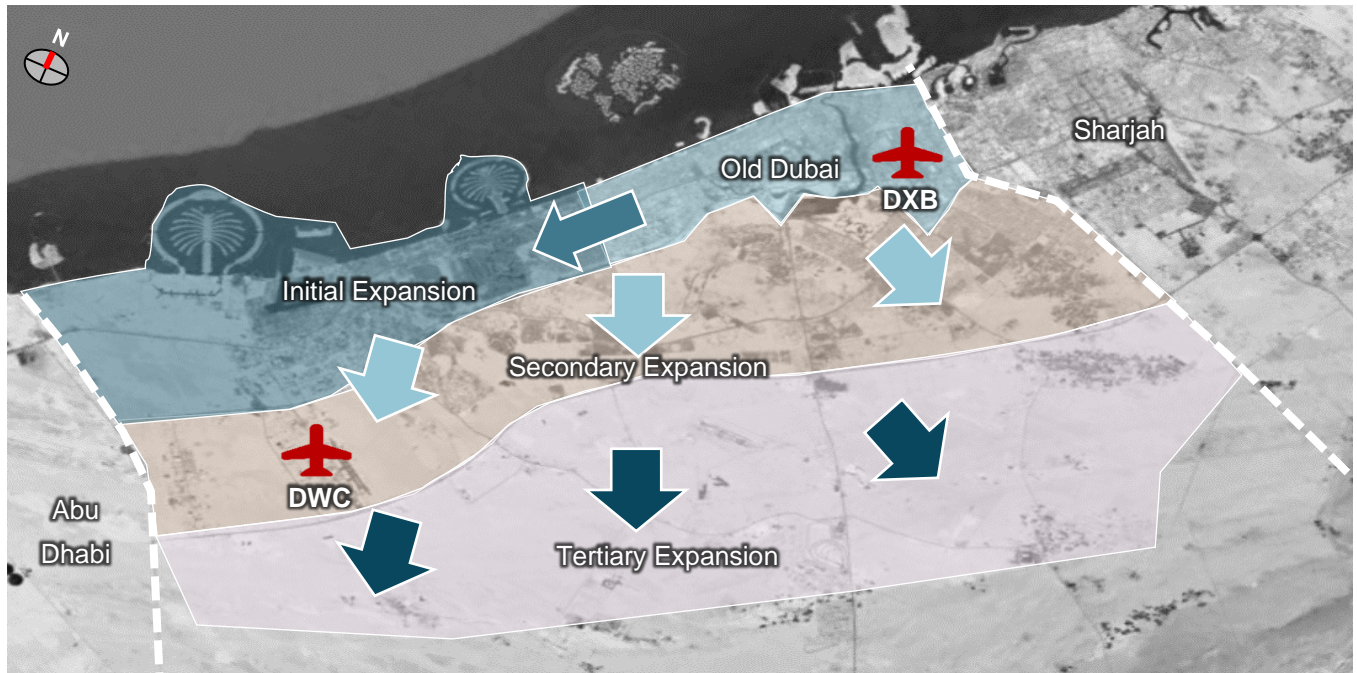 N
Sharjah
Old Dubai
DXB
Initial Expansion
Secondary Expansion
DWC
Abu
Dhabi
Tertiary Expansion